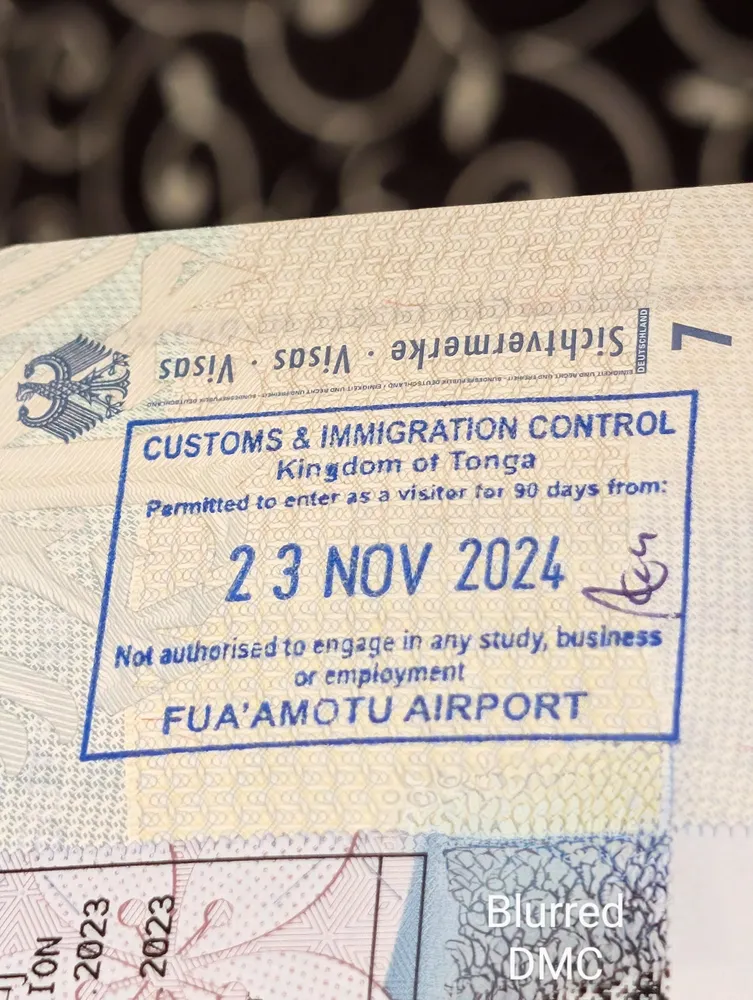 Sichtvermerke · Visas · Visas
DEUTSCHLAND
7
CUSTOMS & IMMIGRATION CONTROL
Kingdom of Tonga
Permitted to enter as a visitor for 90 days from:
23 NOV 2024
Not authorised to engage in any study, business
or employment
FUA'AMOTU AIRPORT
ION
2023
2023
Blurred
DMC